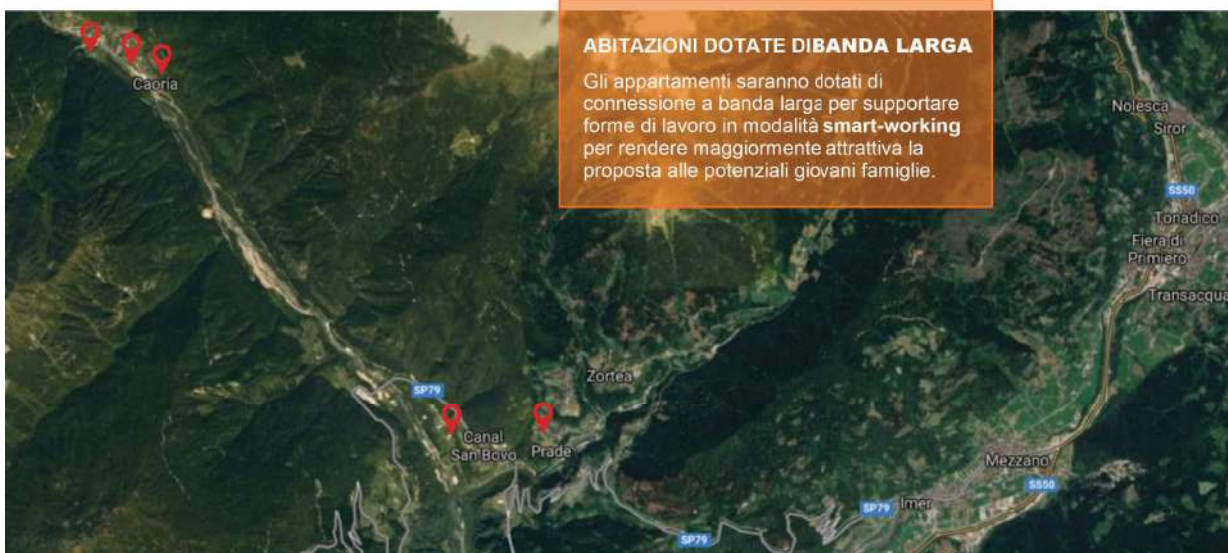 ABITAZIONI DOTATE DIBANDA LARGA
Gli appartamenti saranno dotati di
connessione a banda larga per supportare
forme di lavoro in modalità smart-working
per rendere maggiormente attrattiva la
proposta alle potenziali giovani famiglie.
Caoria
Nolesca
Siror
SS50
Tonadico
Fiera di
Primiero
Transacqua
Zortea
SP79
Canal
San Bovo
Prade
Mezzano
SS50
Imer
SP79
SP79